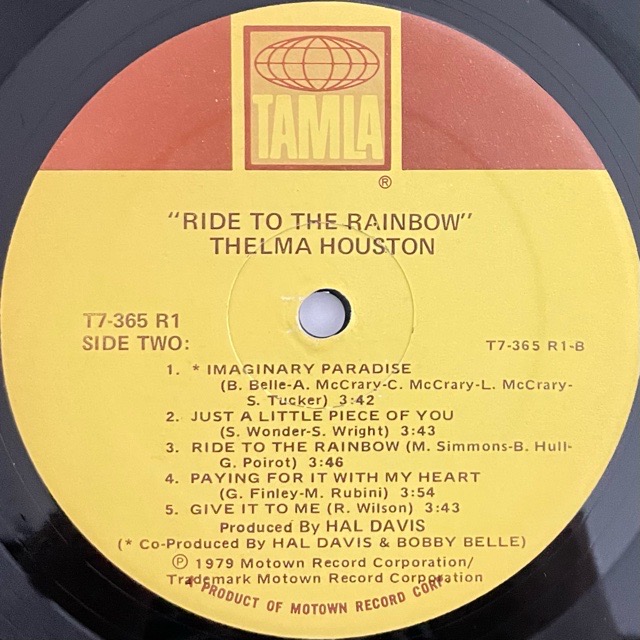 TAMLA
®
"RIDE TO THE RAINBOW"
THELMA HOUSTON
T7-365 R1
SIDE TWO:
T7-365 R1-B
1. * IMAGINARY PARADISE
(B. Belle-A. McCrary-C. McCrary-L. McCrary-
S. Tucker) 3:42
2. JUST A LITTLE PIECE OF YOU
(S. Wonder-S. Wright) 3:43
3. RIDE TO THE RAINBOW (M. Simmons-B. Hull-
G. Poirot) 3:46
4. PAYING FOR IT WITH MY HEART
(G. Finley-M. Rubini) 3:54
5. GIVE IT TO ME (R. Wilson) 3:43
Produced By HAL DAVIS
(* Co-Produced By HAL DAVIS & BOBBY BELLE)
℗ 1979 Motown Record Corporation/
Trademark Motown Record Corporation
A PRODUCT OF MOTOWN RECORD CORP